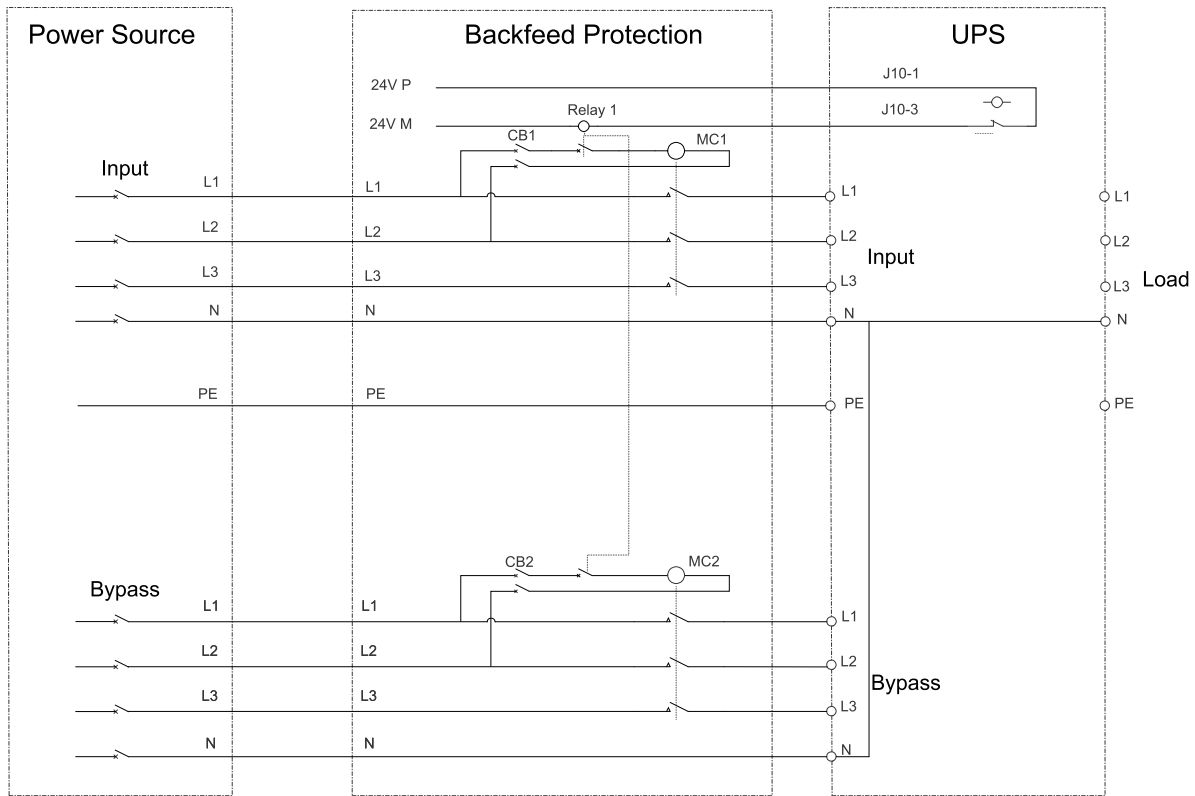 Power Source
Backfeed Protection
UPS
24V P
J10-1
Relay 1
24V M
J10-3
CB1
MC1
Input
L1
L1
L1
L1
L2
L2
L2
L2
Input
L3
L3
L3
L3
Load
N
N
N
N
PE
PE
PE
PE
CB2
MC2
Bypass
L1
L1
L1
L2
L2
L2
Bypass
L3
L3
L3
N
N
N